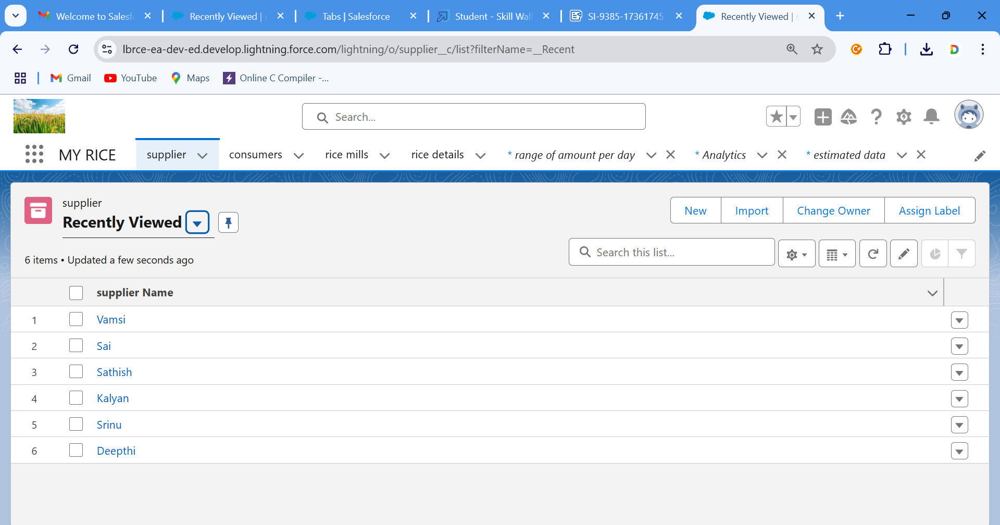 Welcome to Salesf
Recently Viewed | s
Tabs | Salesforce
Student - Skill Wall
SI-9385-17361745
Recently Viewed | s
lbrce-ea-dev-ed.develop.lightning.force.com/lightning/o/supplier__c/list?filterName=__Recent
Gmail
YouTube
Maps
Online C Compiler -...
Search...
MY RICE
supplier
consumers
rice mills
rice details
* range of amount per day
* Analytics
* estimated data
supplier
Recently Viewed
New
Import
Change Owner
Assign Label
6 items • Updated a few seconds ago
Search this list...
supplier Name
1 Vamsi
2 Sai
3 Sathish
4 Kalyan
5 Srinu
6 Deepthi